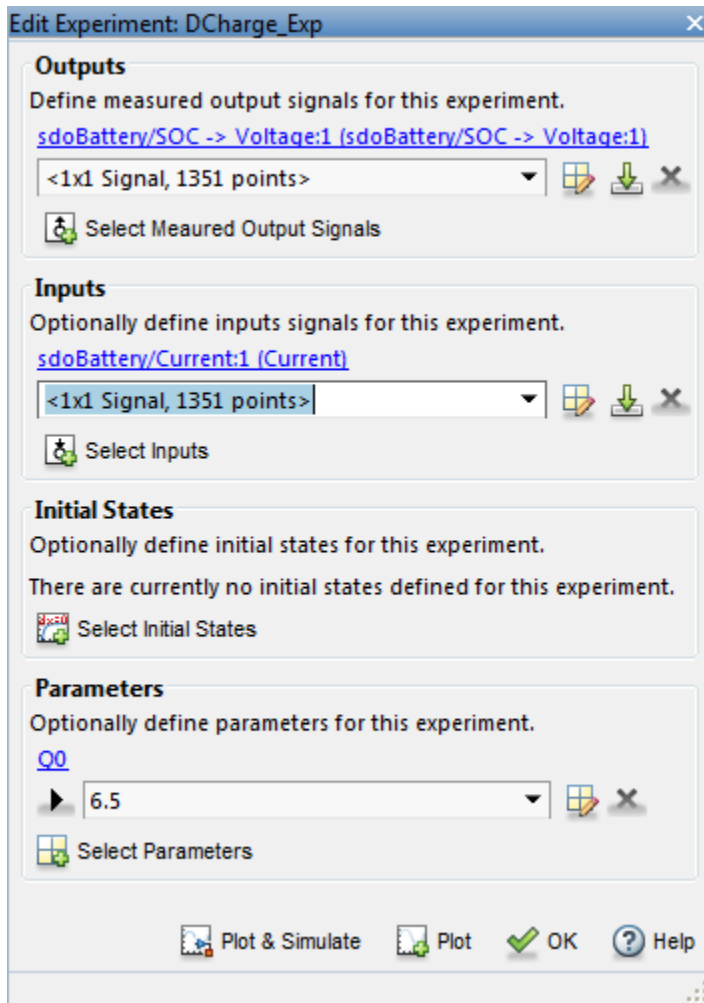 Edit Experiment: DCharge_Exp
Outputs
Define measured output signals for this experiment.
sdoBattery/SOC -> Voltage:1 (sdoBattery/SOC -> Voltage:1)
<1x1 Signal, 1351 points>
Select Meaured Output Signals
Inputs
Optionally define inputs signals for this experiment.
sdoBattery/Current:1 (Current)
<1x1 Signal, 1351 points>
Select Inputs
Initial States
Optionally define initial states for this experiment.
There are currently no initial states defined for this experiment.
Select Initial States
Parameters
Optionally define parameters for this experiment.
Q0
6.5
Select Parameters
Plot & Simulate Plot OK Help